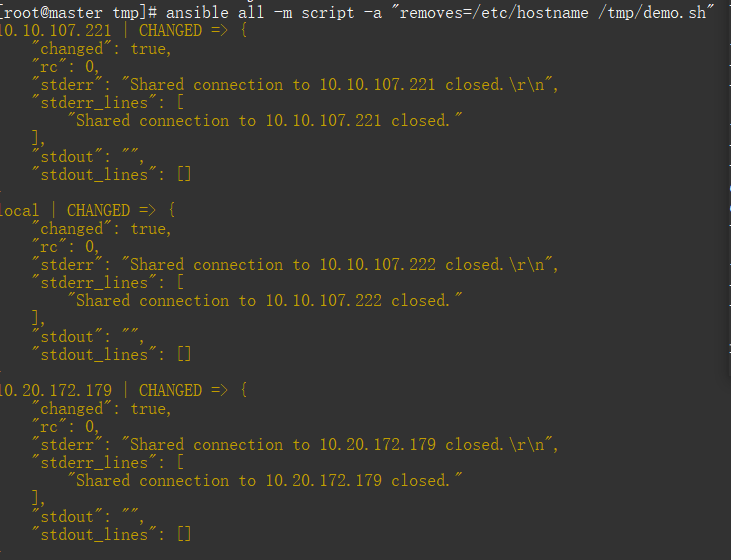 [root@master tmp]# ansible all -m script -a "removes=/etc/hostname /tmp/demo.sh"
10.10.107.221 | CHANGED => {
    "changed": true,
    "rc": 0,
    "stderr": "Shared connection to 10.10.107.221 closed.\r\n",
    "stderr_lines": [
        "Shared connection to 10.10.107.221 closed."
    ],
    "stdout": "",
    "stdout_lines": []
local | CHANGED => {
    "changed": true,
    "rc": 0,
    "stderr": "Shared connection to 10.10.107.222 closed.\r\n",
    "stderr_lines": [
        "Shared connection to 10.10.107.222 closed."
    ],
    "stdout": "",
    "stdout_lines": []
10.20.172.179 | CHANGED => {
    "changed": true,
    "rc": 0,
    "stderr": "Shared connection to 10.20.172.179 closed.\r\n",
    "stderr_lines": [
        "Shared connection to 10.20.172.179 closed."
    ],
    "stdout": "",
    "stdout_lines": []